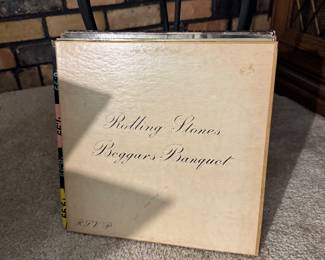 Rolling Stones
Beggars Banquet
R.S.V.P.